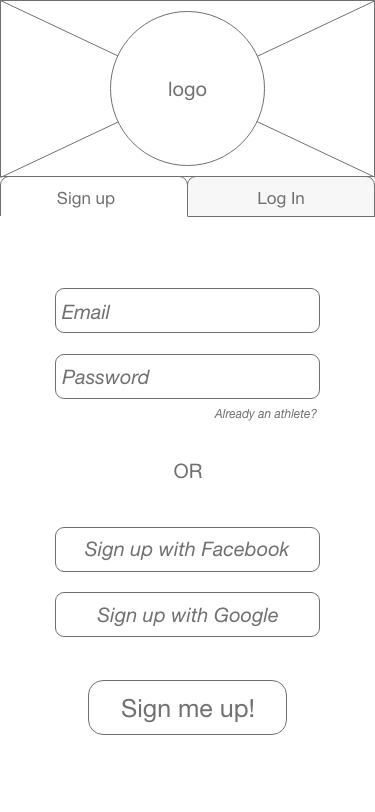 logo
Sign up
Log In
Email
Password
Already an athlete?
OR
Sign up with Facebook
Sign up with Google
Sign me up!